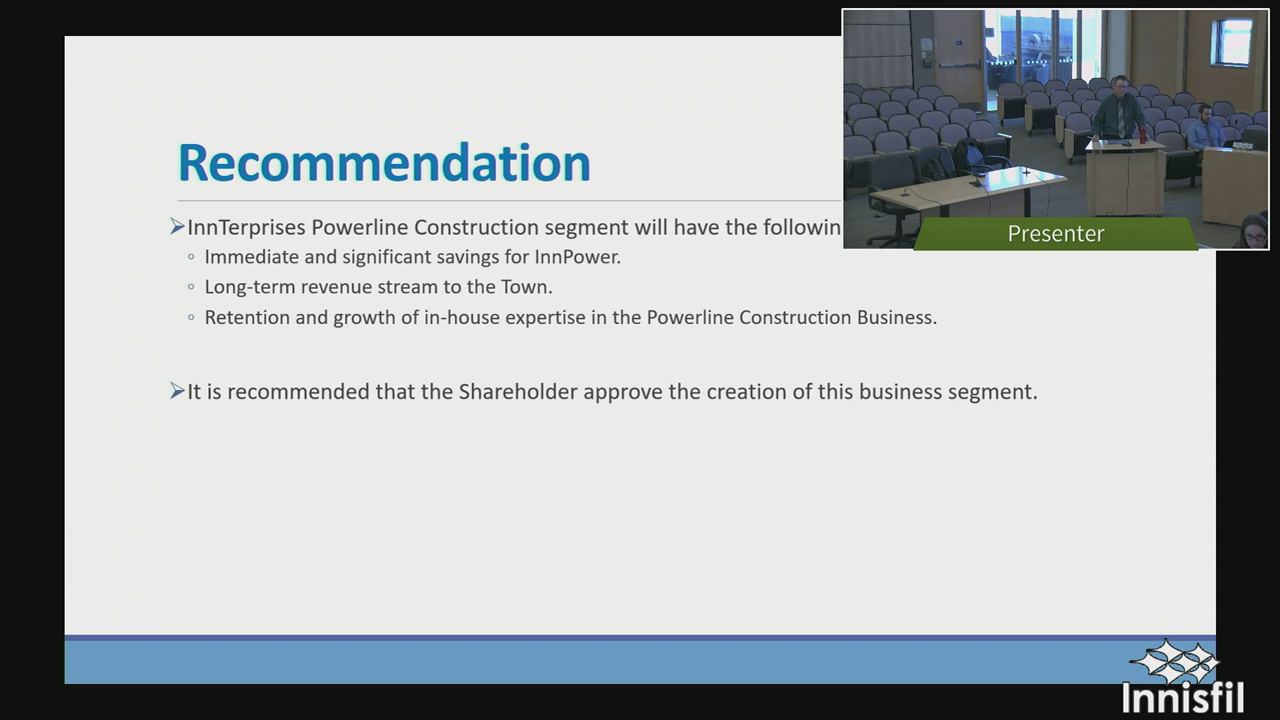 Recommendation
InnTerprises Powerline Construction segment will have the followin
Immediate and significant savings for InnPower.
Long-term revenue stream to the Town.
Retention and growth of in-house expertise in the Powerline Construction Business.
It is recommended that the Shareholder approve the creation of this business segment.
Presenter
Innisfil